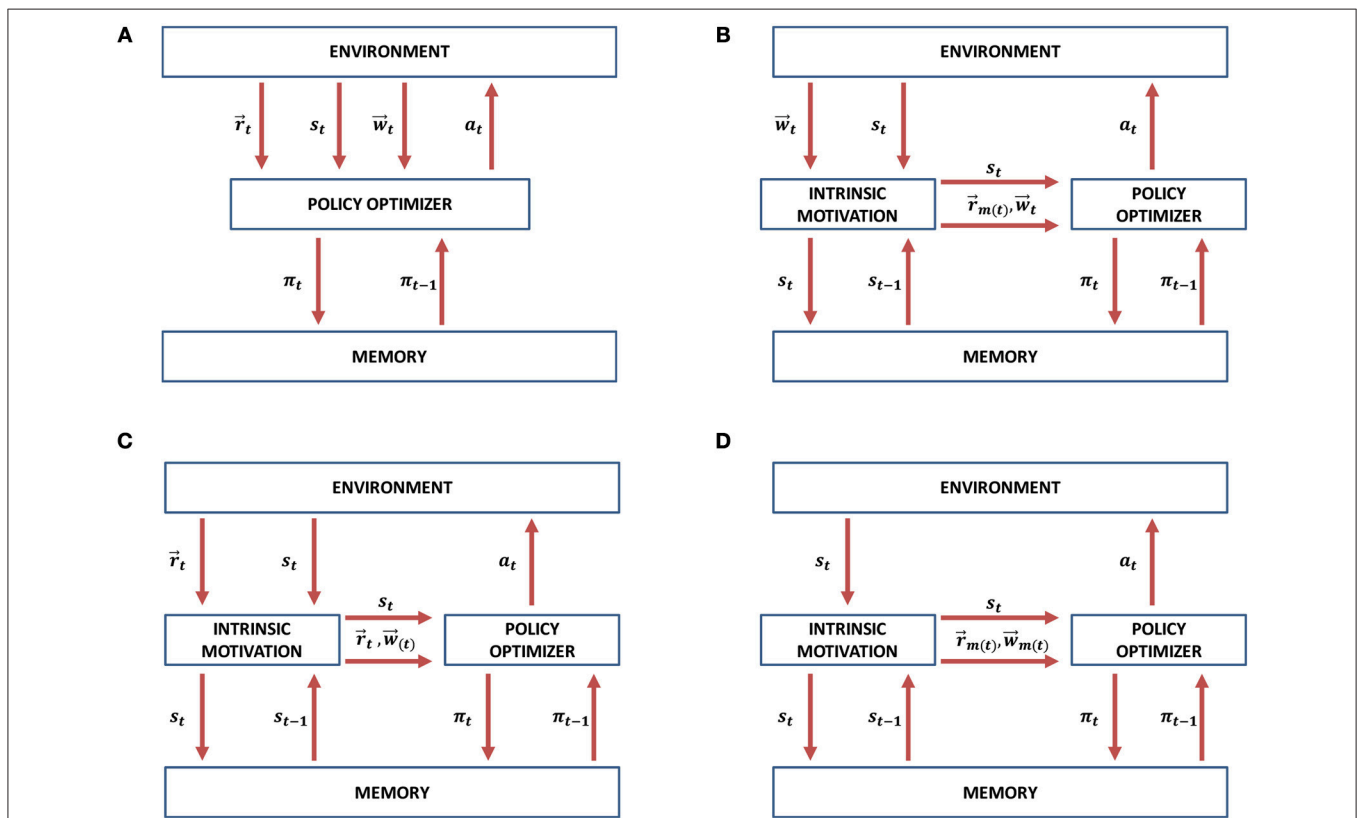 A
ENVIRONMENT
r⃗ₜ
sₜ
w⃗ₜ
aₜ
POLICY OPTIMIZER
πₜ
πₜ₋₁
MEMORY
B
ENVIRONMENT
w⃗ₜ
sₜ
aₜ
sₜ
INTRINSIC
MOTIVATION
r⃗ₘ₍ₜ₎, w⃗ₜ
POLICY
OPTIMIZER
sₜ
sₜ₋₁
πₜ
πₜ₋₁
MEMORY
C
ENVIRONMENT
r⃗ₜ
sₜ
aₜ
sₜ
INTRINSIC
MOTIVATION
r⃗ₜ , w⃗₍ₜ₎
POLICY
OPTIMIZER
sₜ
sₜ₋₁
πₜ
πₜ₋₁
MEMORY
D
ENVIRONMENT
sₜ
aₜ
sₜ
INTRINSIC
MOTIVATION
r⃗ₘ₍ₜ₎, w⃗ₘ₍ₜ₎
POLICY
OPTIMIZER
sₜ
sₜ₋₁
πₜ
πₜ₋₁
MEMORY